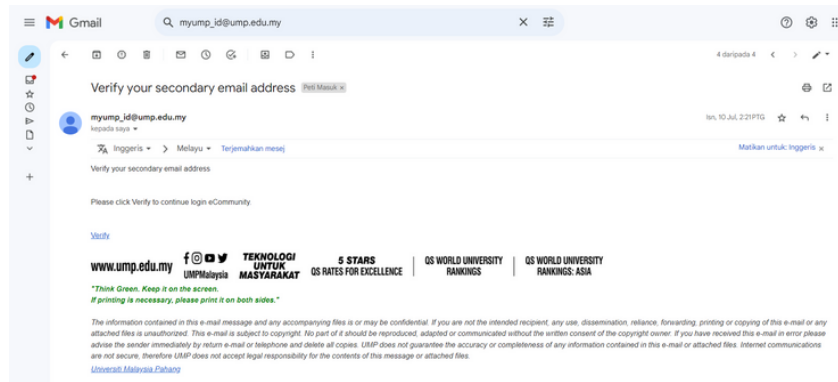 Gmail
myump_id@ump.edu.my
4 daripada 4
Verify your secondary email address Peti Masuk x
myump_id@ump.edu.my
Isn, 10 Jul, 2:21 PTG
kepada saya
Inggeris > Melayu Terjemahkan mesej
Matikan untuk: Inggeris x
Verify your secondary email address
Please click Verify to continue login eCommunity.
Verify
www.ump.edu.my
UMPMalaysia
TEKNOLOGI
UNTUK
MASYARAKAT
5 STARS
QS RATES FOR EXCELLENCE
QS WORLD UNIVERSITY
RANKINGS
QS WORLD UNIVERSITY
RANKINGS: ASIA
"Think Green. Keep it on the screen.
If printing is necessary, please print it on both sides."
The information contained in this e-mail message and any accompanying files is or may be confidential. If you are not the intended recipient, any use, dissemination, reliance, forwarding, printing or copying of this e-mail or any
attached files is unauthorized. This e-mail is subject to copyright. No part of it should be reproduced, adapted or communicated without the written consent of the copyright owner. If you have received this e-mail in error please
advise the sender immediately by return e-mail or telephone and delete all copies. UMP does not guarantee the accuracy or completeness of any information contained in this e-mail or attached files. Internet communications
are not secure, therefore UMP does not accept legal responsibility for the contents of this message or attached files.
Universiti Malaysia Pahang